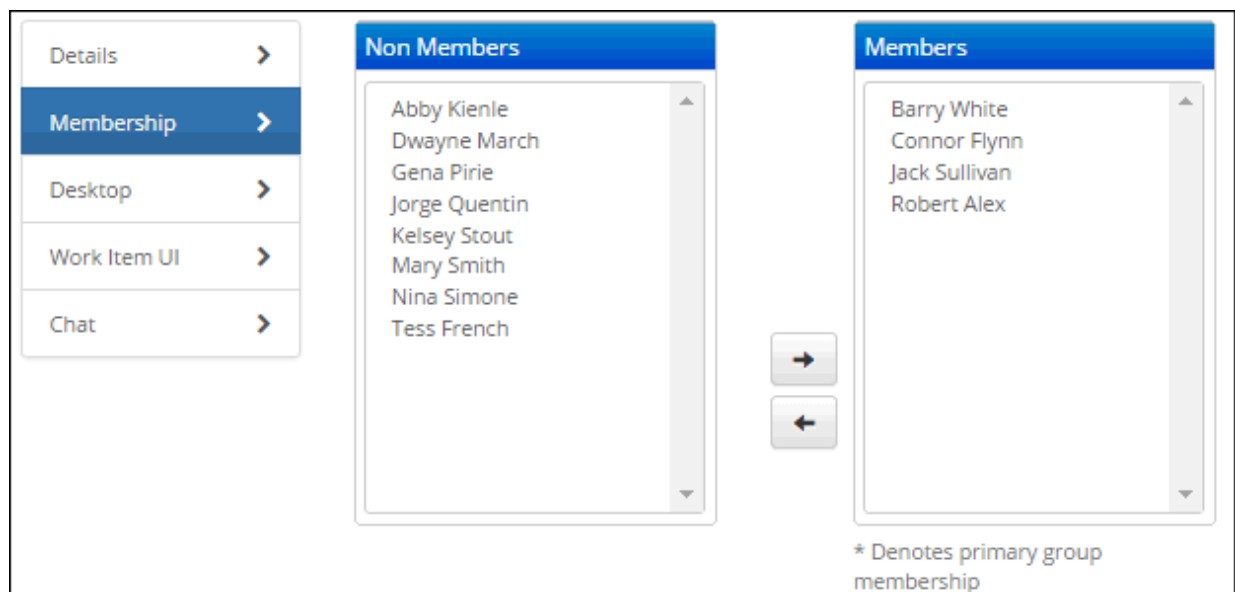 Details
Membership
Desktop
Work Item UI
Chat
Non Members
Abby Kienle
Dwayne March
Gena Pirie
Jorge Quentin
Kelsey Stout
Mary Smith
Nina Simone
Tess French
Members
Barry White
Connor Flynn
Jack Sullivan
Robert Alex
* Denotes primary group
membership